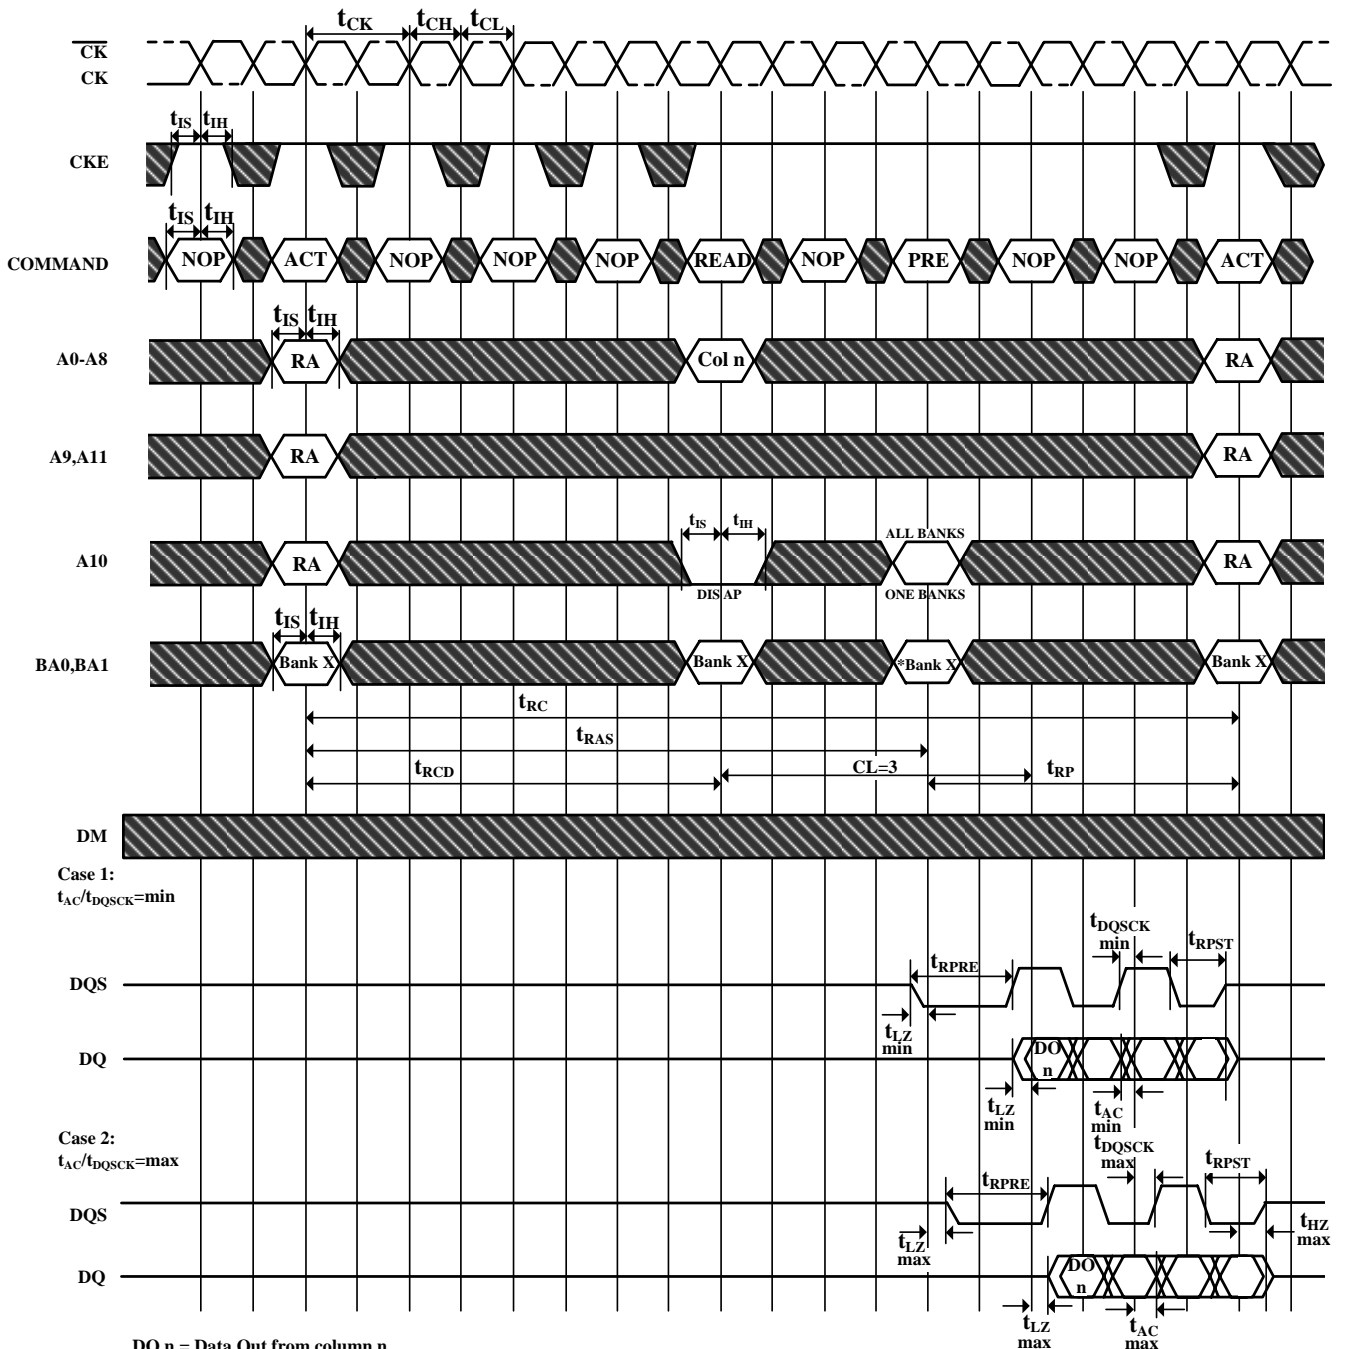 tCK tCH tCL
CK
CK
tIS tIH
CKE
tIS tIH
COMMAND NOP ACT NOP NOP NOP READ NOP PRE NOP NOP ACT
tIS tIH
A0-A8 RA Col n RA
A9,A11 RA RA
tIS tIH ALL BANKS
A10 RA RA
DIS AP ONE BANKS
tIS tIH
BA0,BA1 Bank X Bank X *Bank X Bank X
tRC
tRAS
tRCD CL=3 tRP
DM
Case 1:
tAC/tDQSCK=min
tDQSCK
min
tRPST
tRPRE
DQS
tLZ
min
DQ DO
n
tLZ
min
tAC
min
Case 2:
tAC/tDQSCK=max
tDQSCK
max
tRPST
tRPRE
DQS
tHZ
max
tLZ
max
DQ DO
n
tLZ
max
tAC
max
DO n = Data Out from column n